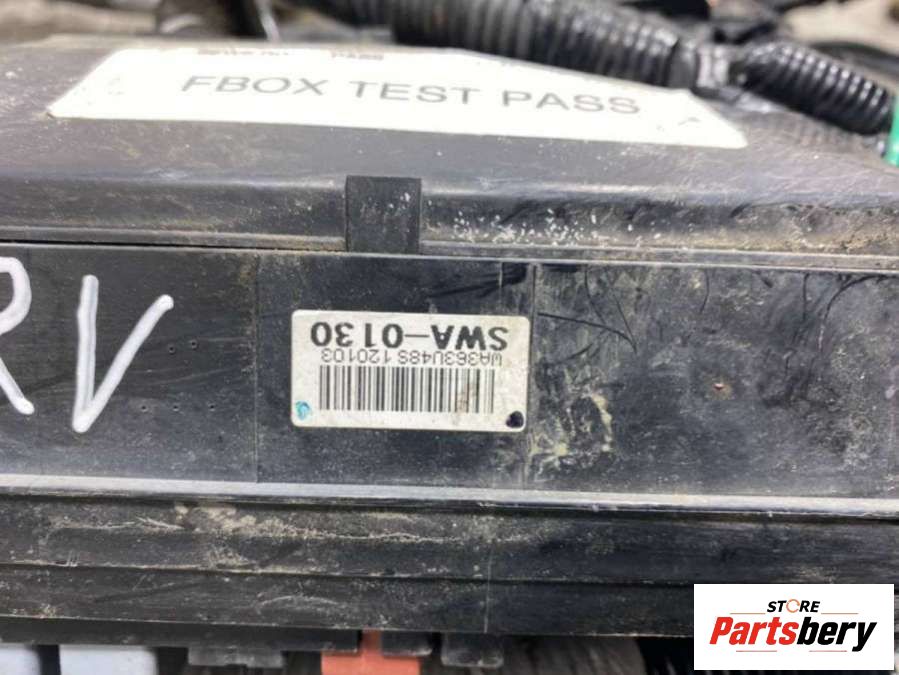 FBOX TEST PASS
RV
SWA-0130
WA363U48S 120103
STORE
Partsbery